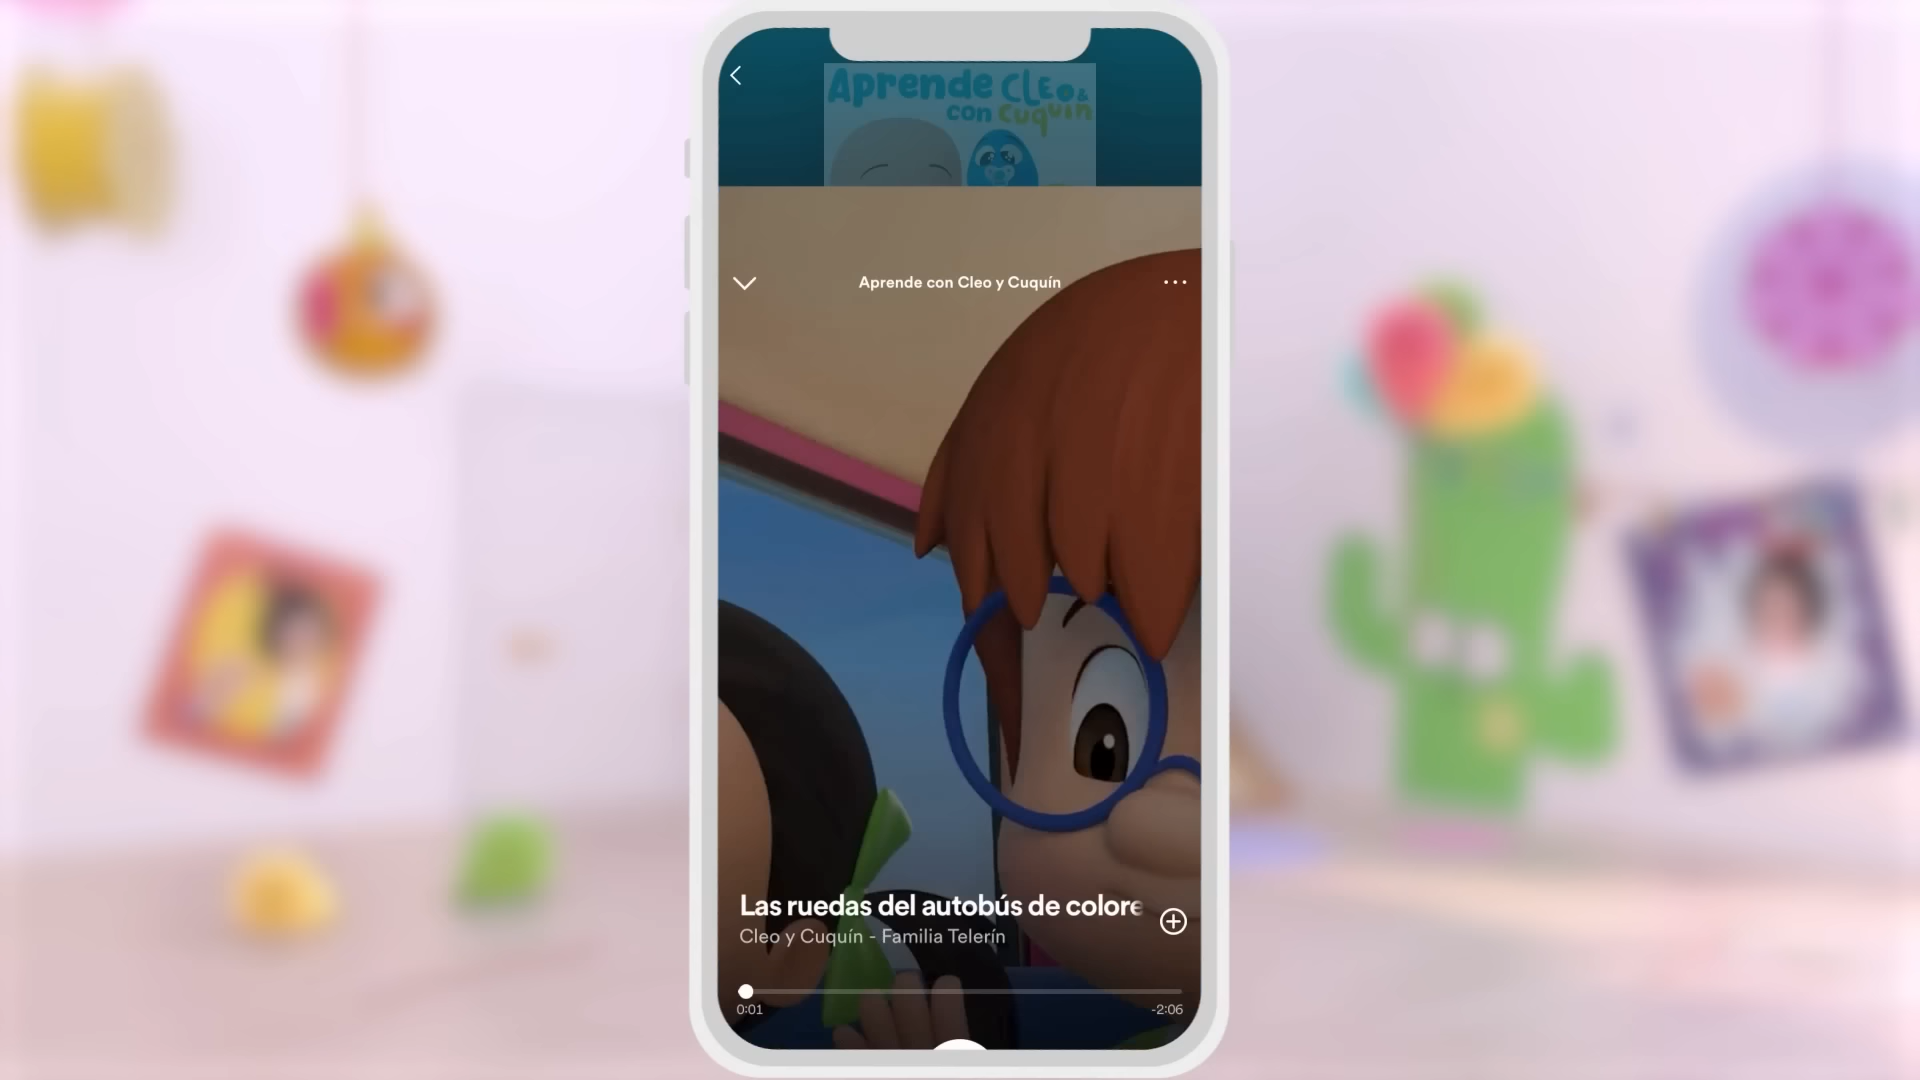 Aprende CLEO &
con Cuquín
Aprende con Cleo y Cuquín
Las ruedas del autobús de colore
Cleo y Cuquín - Familia Telerín
0:01
-2:06